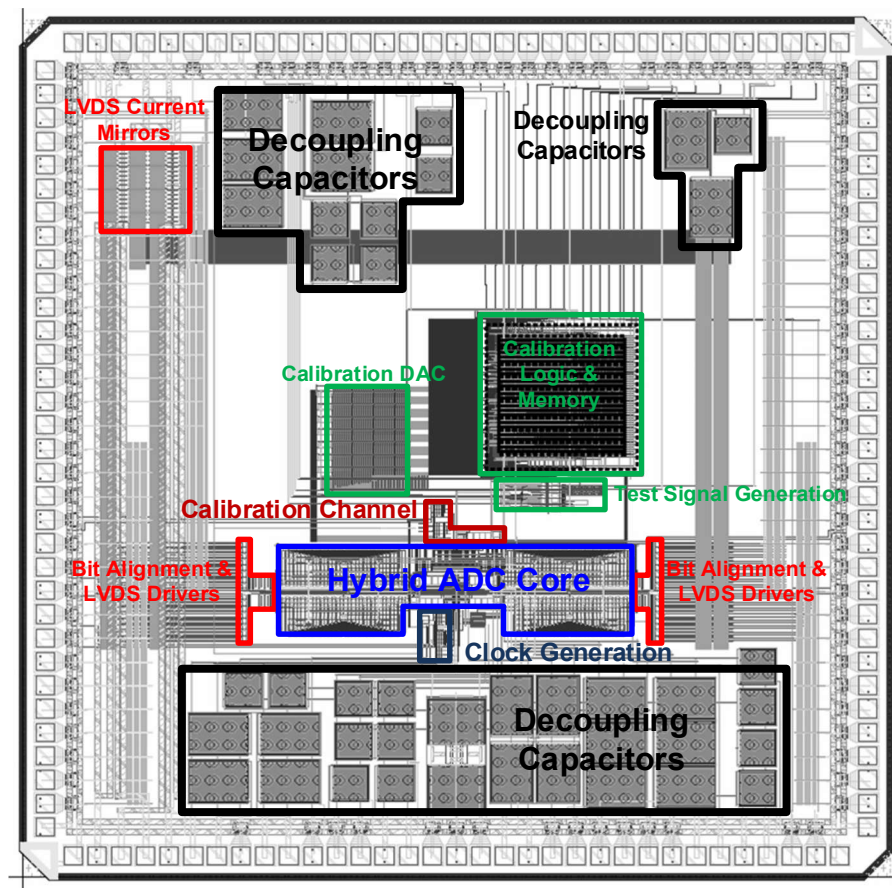 LVDS Current
Mirrors
Decoupling
Capacitors
Decoupling
Capacitors
Calibration
Logic &
Memory
Calibration DAC
Test Signal Generation
Calibration Channel
Bit Alignment &
LVDS Drivers
Hybrid ADC Core
Bit Alignment &
LVDS Drivers
Clock Generation
Decoupling
Capacitors